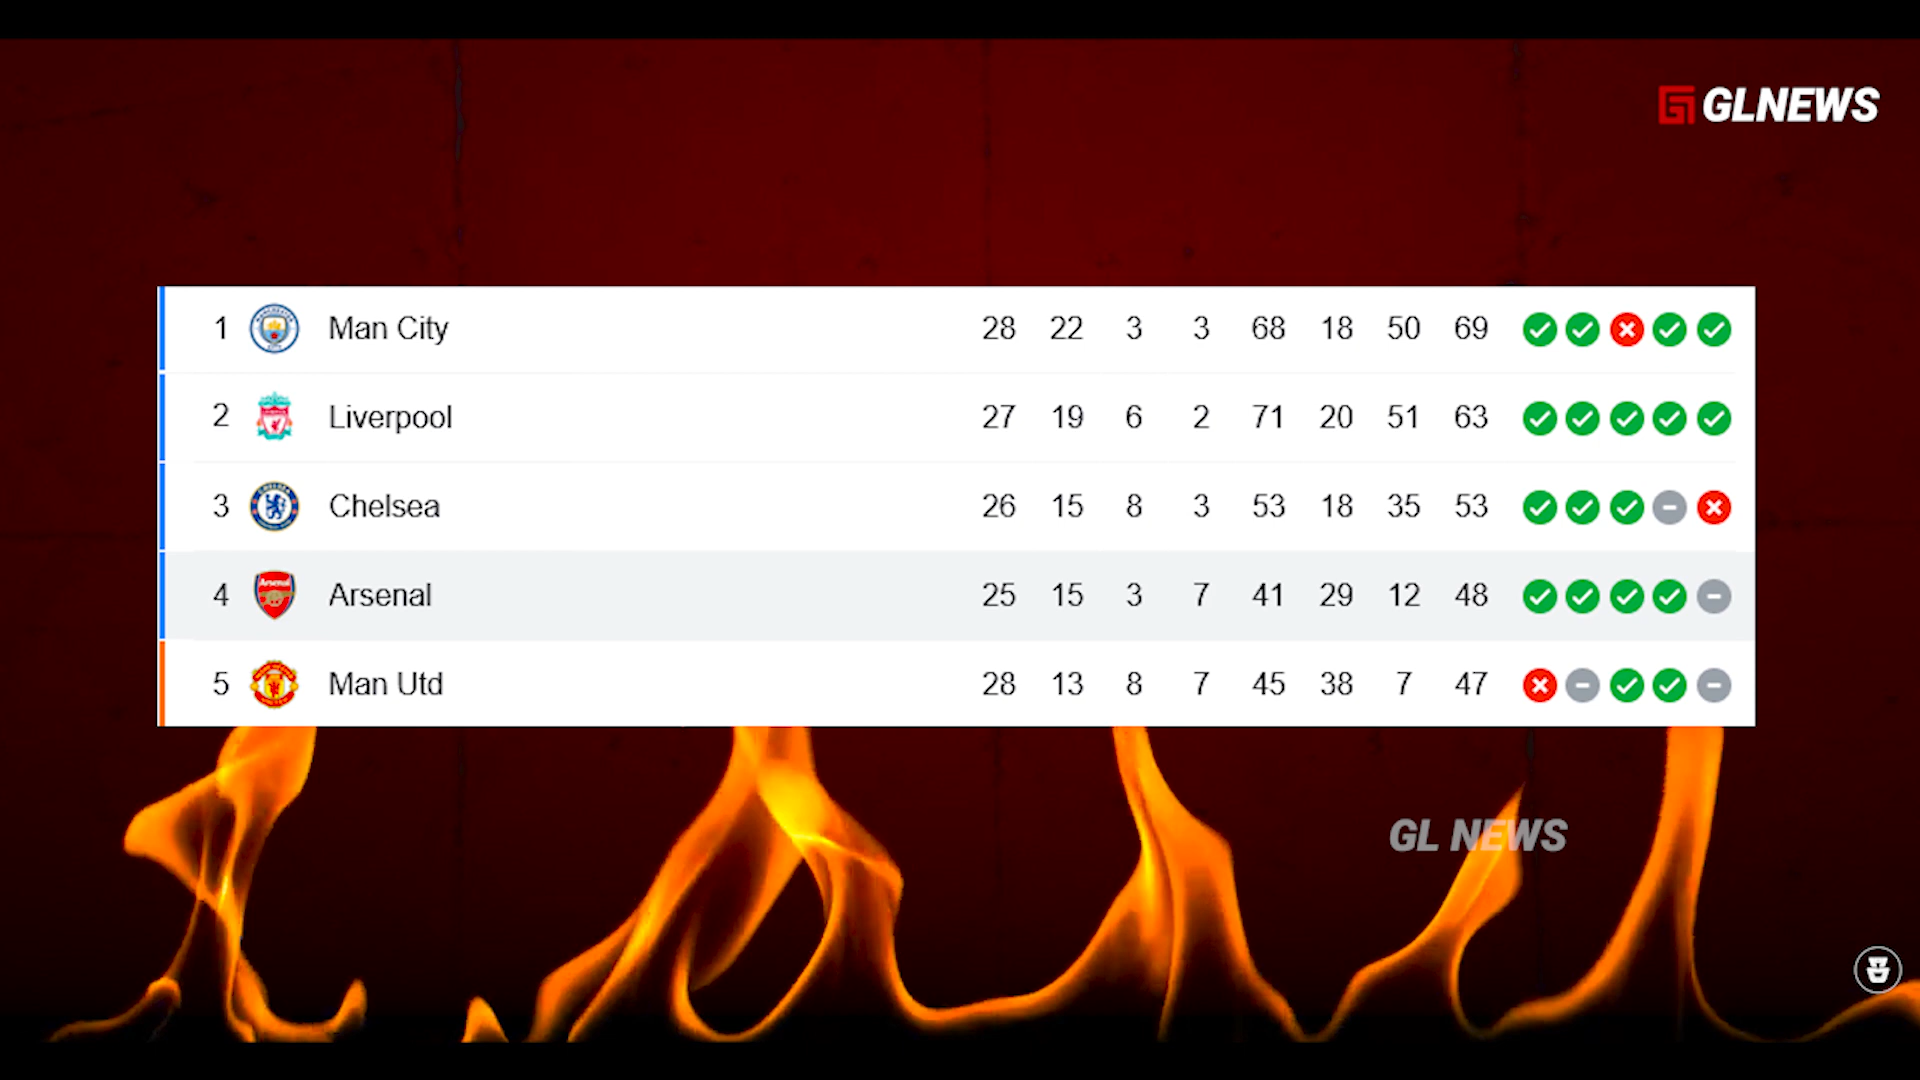 GLNEWS
1 Man City 28 22 3 3 68 18 50 69
2 Liverpool 27 19 6 2 71 20 51 63
3 Chelsea 26 15 8 3 53 18 35 53
4 Arsenal 25 15 3 7 41 29 12 48
5 Man Utd 28 13 8 7 45 38 7 47
GL NEWS